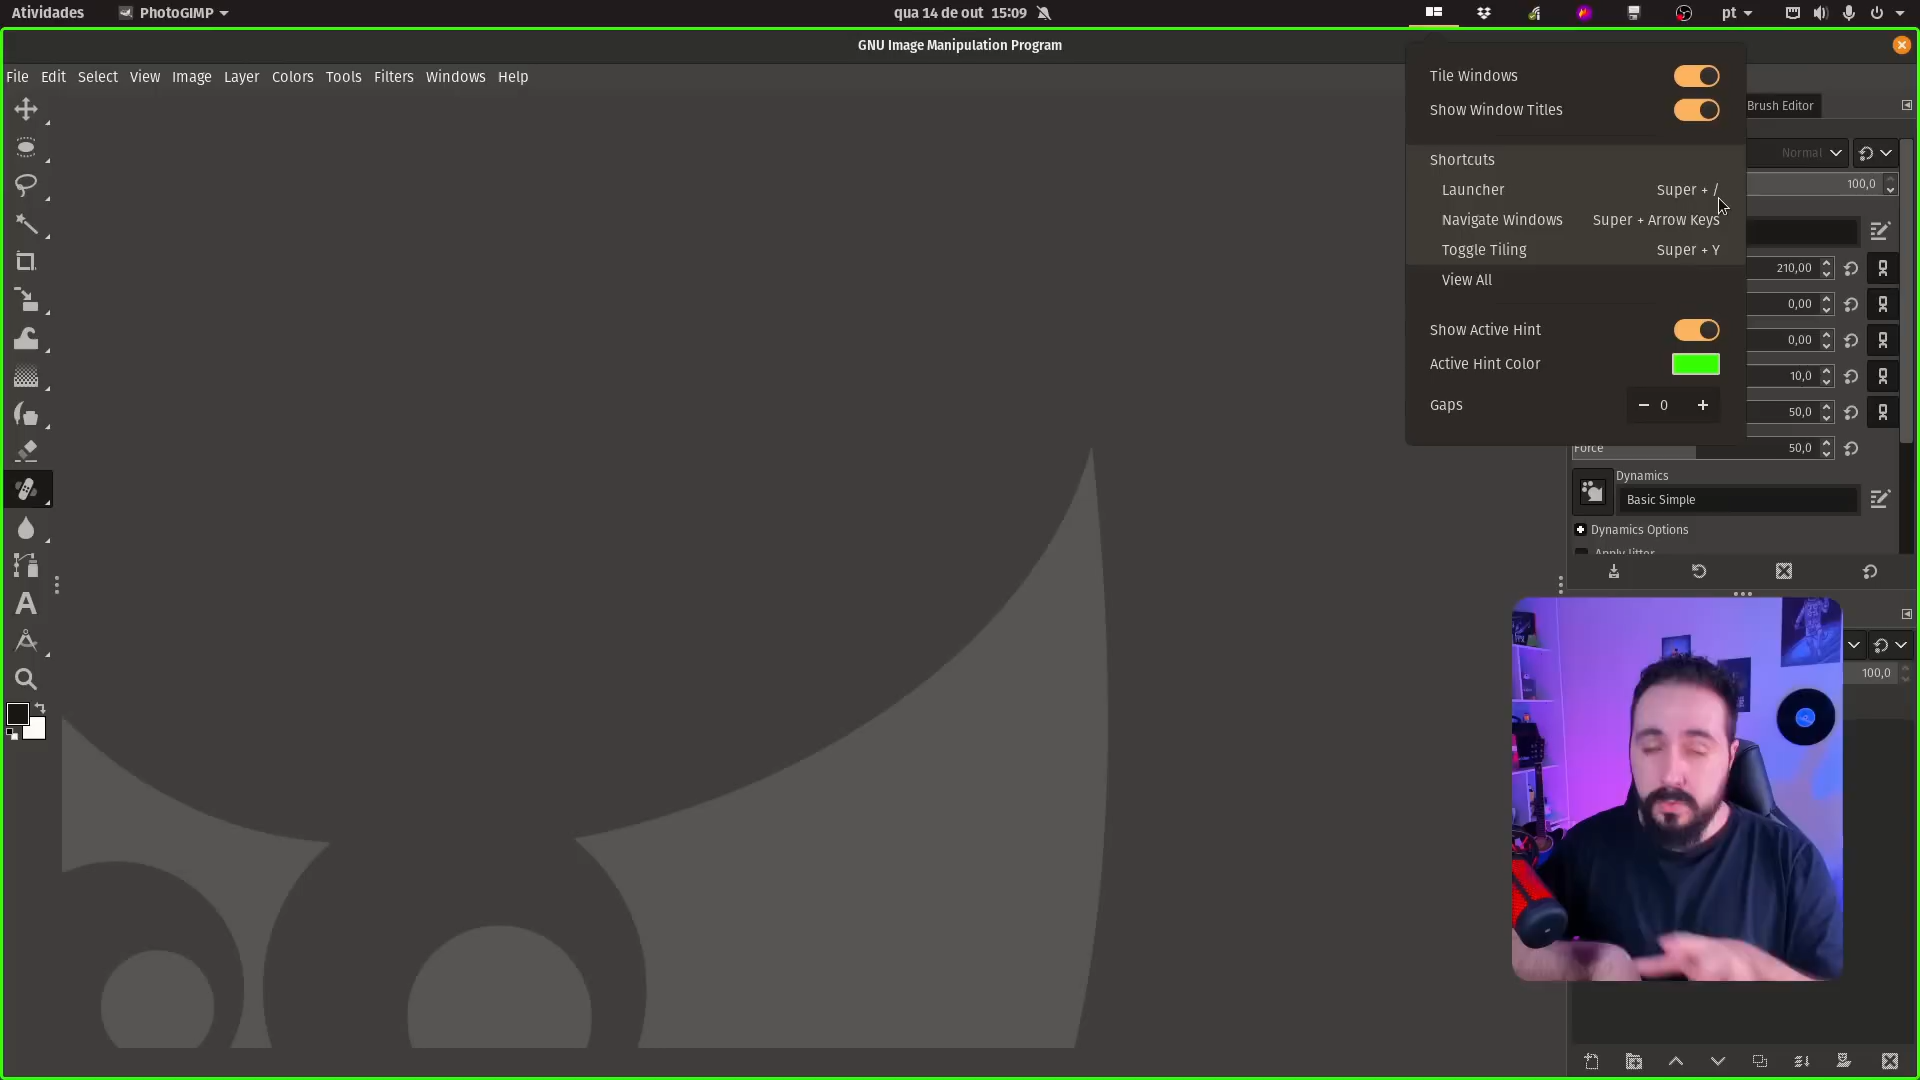 Atividades
PhotoGIMP
qua 14 de out 15:09
pt
GNU Image Manipulation Program
File Edit Select View Image Layer Colors Tools Filters Windows Help
Tile Windows
Show Window Titles
Shortcuts
Launcher Super + /
Navigate Windows Super + Arrow Keys
Toggle Tiling Super + Y
View All
Show Active Hint
Active Hint Color
Gaps 0
Brush Editor
Normal
100,0
210,00
0,00
0,00
10,0
50,0
Force 50,0
Dynamics
Basic Simple
Dynamics Options
Apply Jitter
100,0